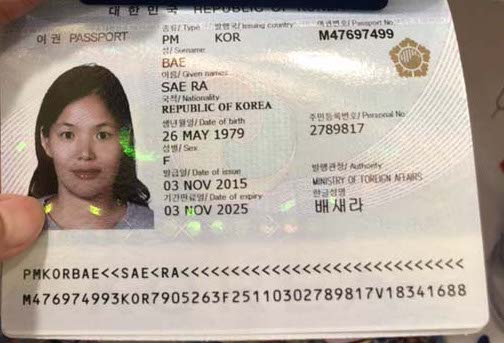 대한민국 REPUBLIC OF KOREA
여권 PASSPORT
종류/Type 발행국/Issuing country 여권번호/Passport No.
PM KOR M47697499
성/Surname
BAE
이름/Given names
SAE RA
국적/Nationality
REPUBLIC OF KOREA
생년월일/Date of birth 주민등록번호/Personal No
26 MAY 1979 2789817
성별/Sex
F
발급일/Date of issue 발행관청/Authority
03 NOV 2015 MINISTRY OF FOREIGN AFFAIRS
기간만료일/Date of expiry 한글성명
03 NOV 2025 배새라
PMKORBAE<<SAE<RA<<<<<<<<<<<<<<<<<<<<<<<<<<<<
M476974993KOR7905263F25110302789817V18341688